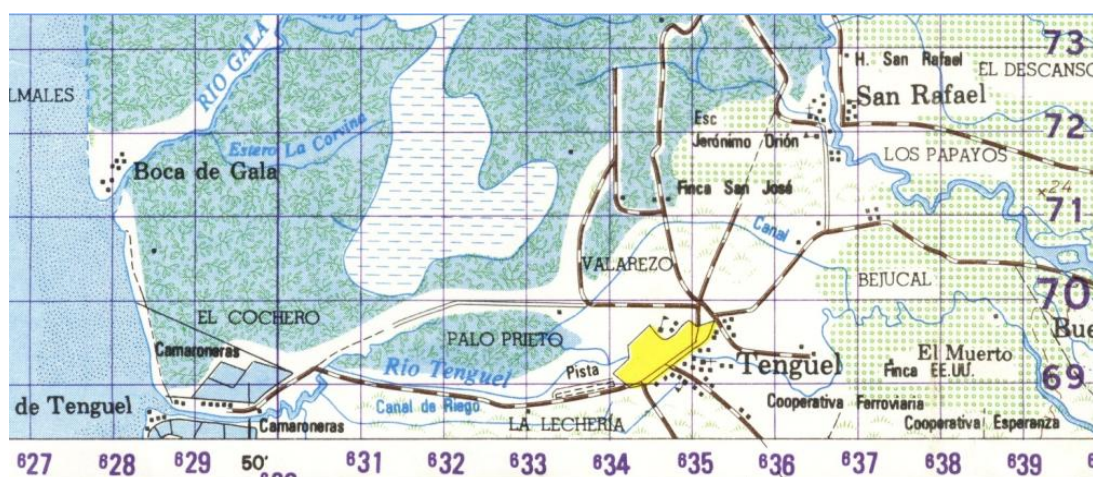 73
H. San Rafael
EL DESCANSO
RIO GALA
LMALES
San Rafael
Esc
Jerónimo Orión
72
Estero La Corvina
LOS PAPAYOS
Boca de Gala
Finca San José
x24
71
Canal
VALAREZO
BEJUCAL
70
EL COCHERO
PALO PRIETO
Bue
Camaroneras
Río Tenguel
Pista
Tenguel
El Muerto
Finca EE.UU.
69
de Tenguel
Canal de Riego
Cooperativa Ferroviaria
Camaroneras
LA LECHERÍA
Cooperativa Esperanza
627 628 629 50' 631 632 633 634 635 636 637 638 639